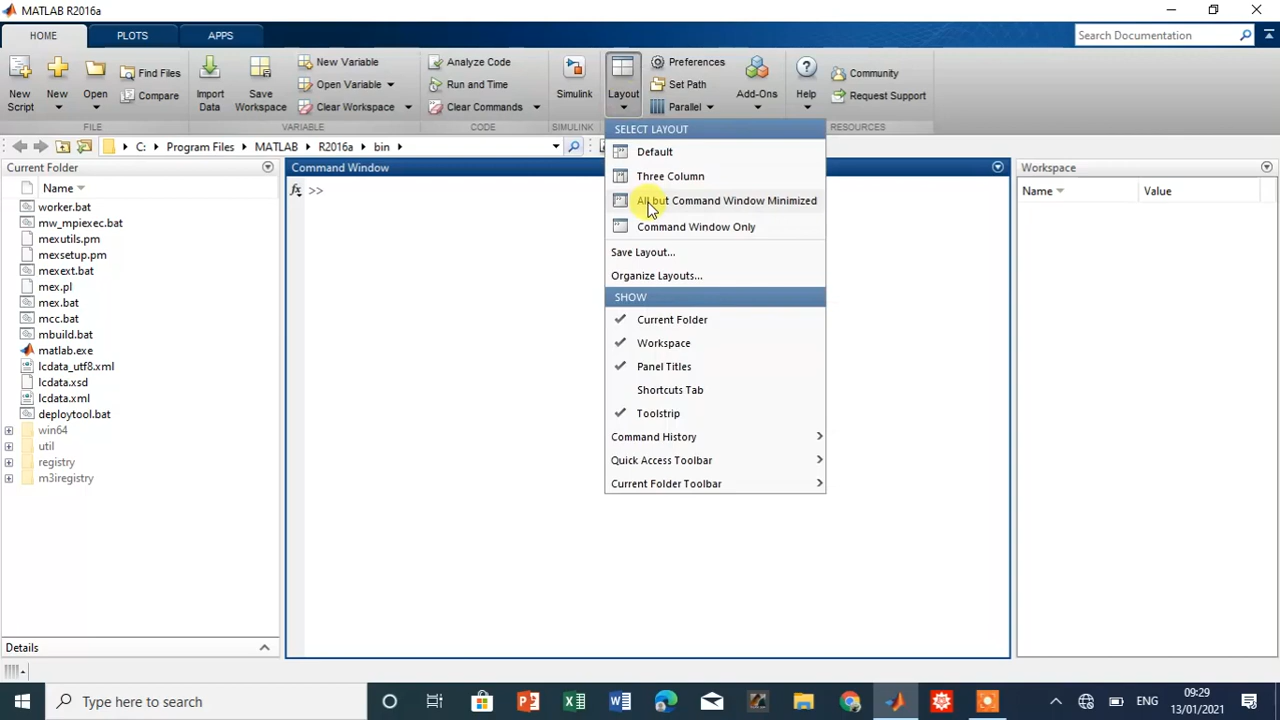 MATLAB R2016a
HOME
PLOTS
APPS
Search Documentation
New Script
New
Open
Find Files
Compare
FILE
Import Data
Save Workspace
New Variable
Open Variable
Clear Workspace
VARIABLE
Analyze Code
Run and Time
Clear Commands
CODE
Simulink
SIMULINK
Layout
Preferences
Set Path
Parallel
Add-Ons
Help
Community
Request Support
RESOURCES
C:
Program Files
MATLAB
R2016a
bin
Current Folder
Name
worker.bat
mw_mpiexec.bat
mexutils.pm
mexsetup.pm
mexext.bat
mex.pl
mex.bat
mcc.bat
mbuild.bat
matlab.exe
lcdata_utf8.xml
lcdata.xsd
lcdata.xml
deploytool.bat
win64
util
registry
m3iregistry
Details
Command Window
fx >>
SELECT LAYOUT
Default
Three Column
All but Command Window Minimized
Command Window Only
Save Layout...
Organize Layouts...
SHOW
Current Folder
Workspace
Panel Titles
Shortcuts Tab
Toolstrip
Command History
Quick Access Toolbar
Current Folder Toolbar
Workspace
Name
Value
Type here to search
ENG
09:29
13/01/2021